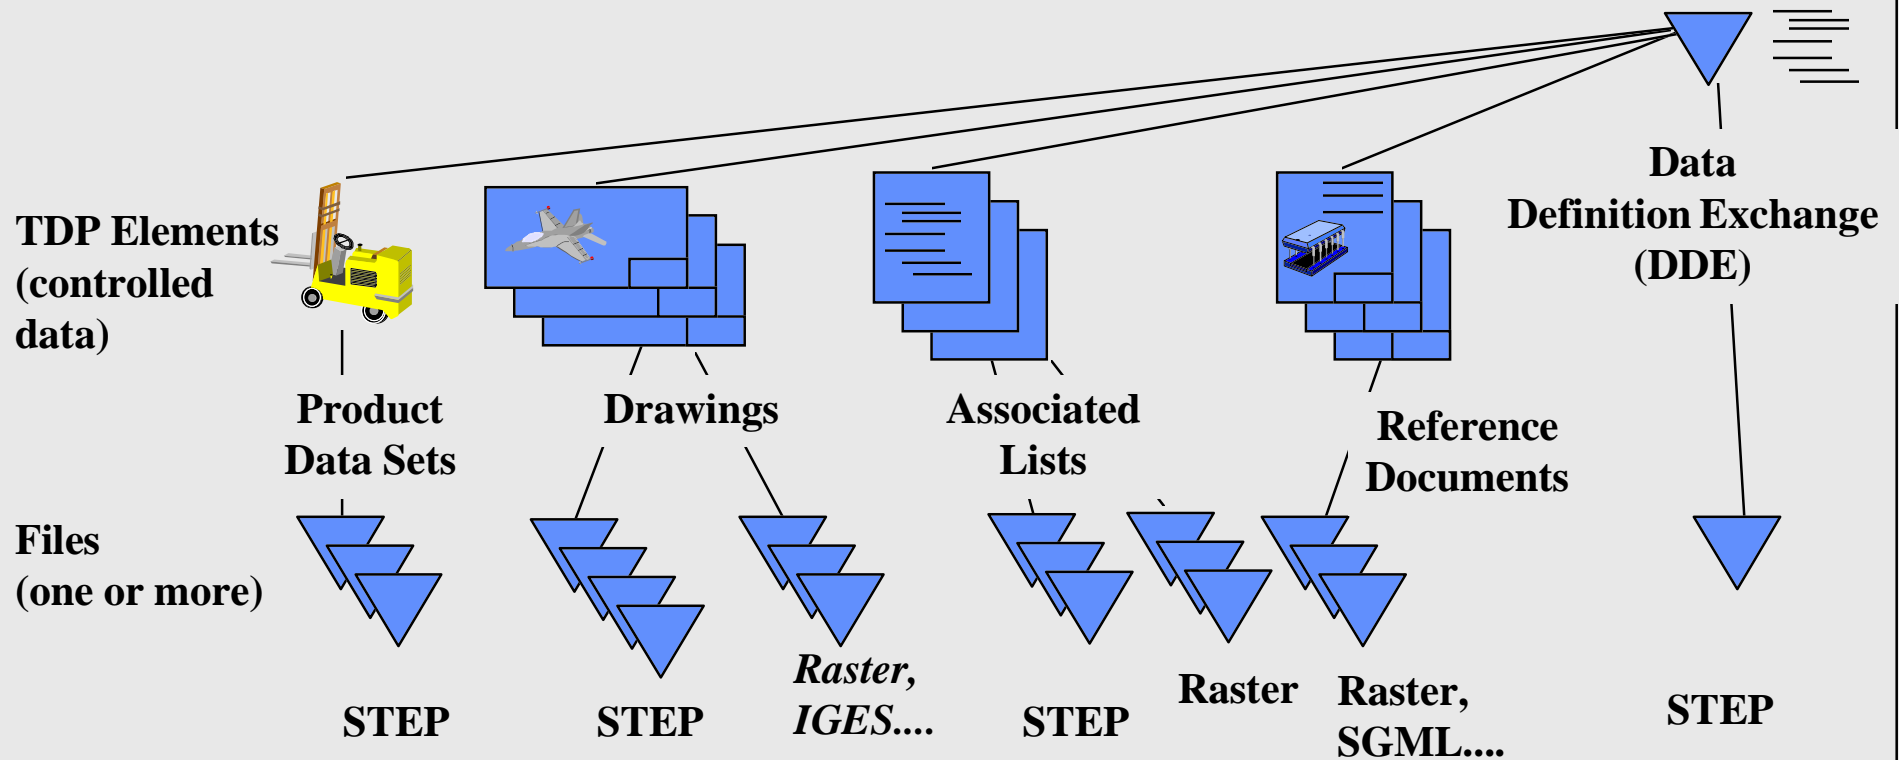 Data
Definition Exchange
(DDE)
TDP Elements
(controlled
data)
Product
Data Sets
Drawings
Associated
Lists
Reference
Documents
Files
(one or more)
STEP
STEP
Raster,
IGES....
STEP
Raster
Raster,
SGML....
STEP